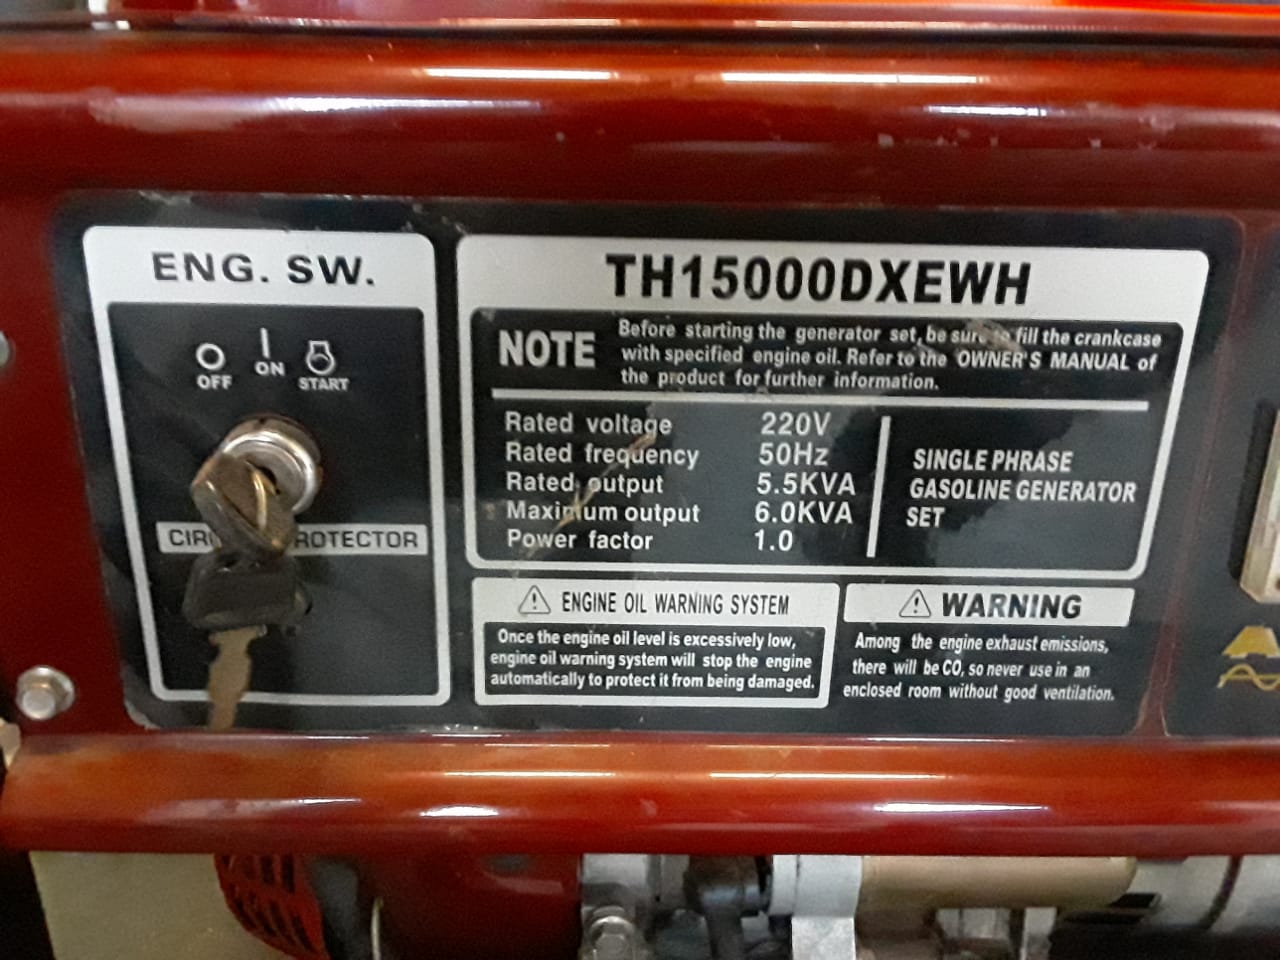 ENG. SW.
OFF
ON
START
ROTECTOR
TH15000DXEWH
NOTE
Before starting the generator set, be sure to fill the crankcase
with specified engine oil. Refer to the OWNER'S MANUAL of
the product for further information.
Rated voltage 220V
Rated frequency 50Hz
Rated output 5.5KVA
Maximum output 6.0KVA
Power factor 1.0
SINGLE PHRASE
GASOLINE GENERATOR
SET
ENGINE OIL WARNING SYSTEM
Once the engine oil level is excessively low,
engine oil warning system will stop the engine
automatically to protect it from being damaged.
WARNING
Among the engine exhaust emissions,
there will be CO, so never use in an
enclosed room without good ventilation.